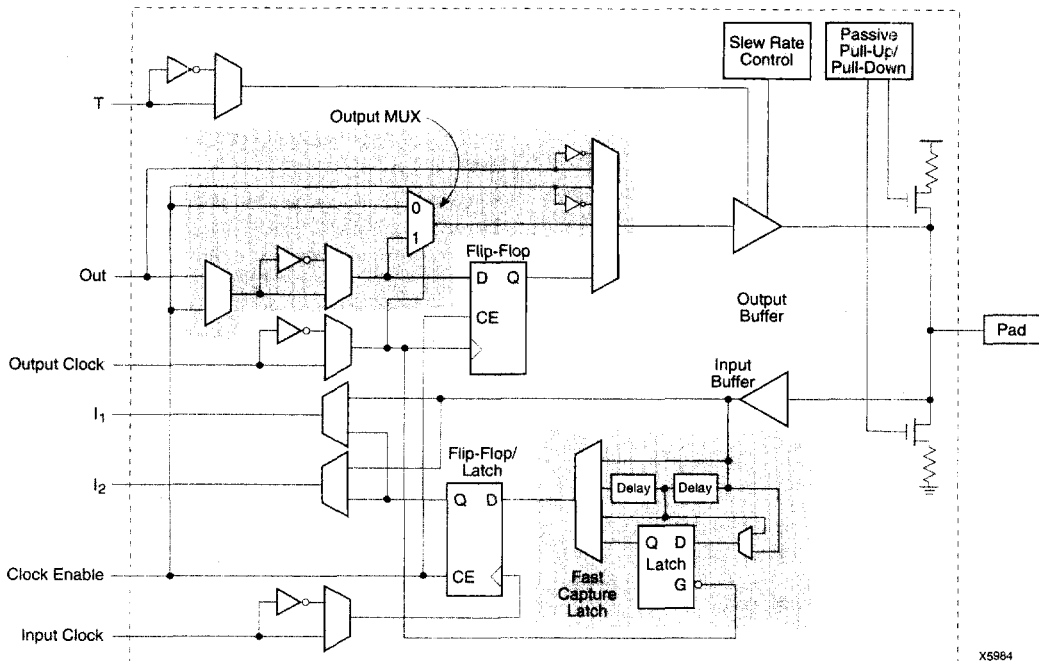 Slew Rate
Control
Passive
Pull-Up/
Pull-Down
T
Output MUX
0
1
Flip-Flop
D Q
CE
Out
Output
Buffer
Pad
Output Clock
Input
Buffer
I1
Flip-Flop/
Latch
I2
Delay
Delay
Q D
Q D
Latch
G
Clock Enable
CE
Fast
Capture
Latch
Input Clock
X5984